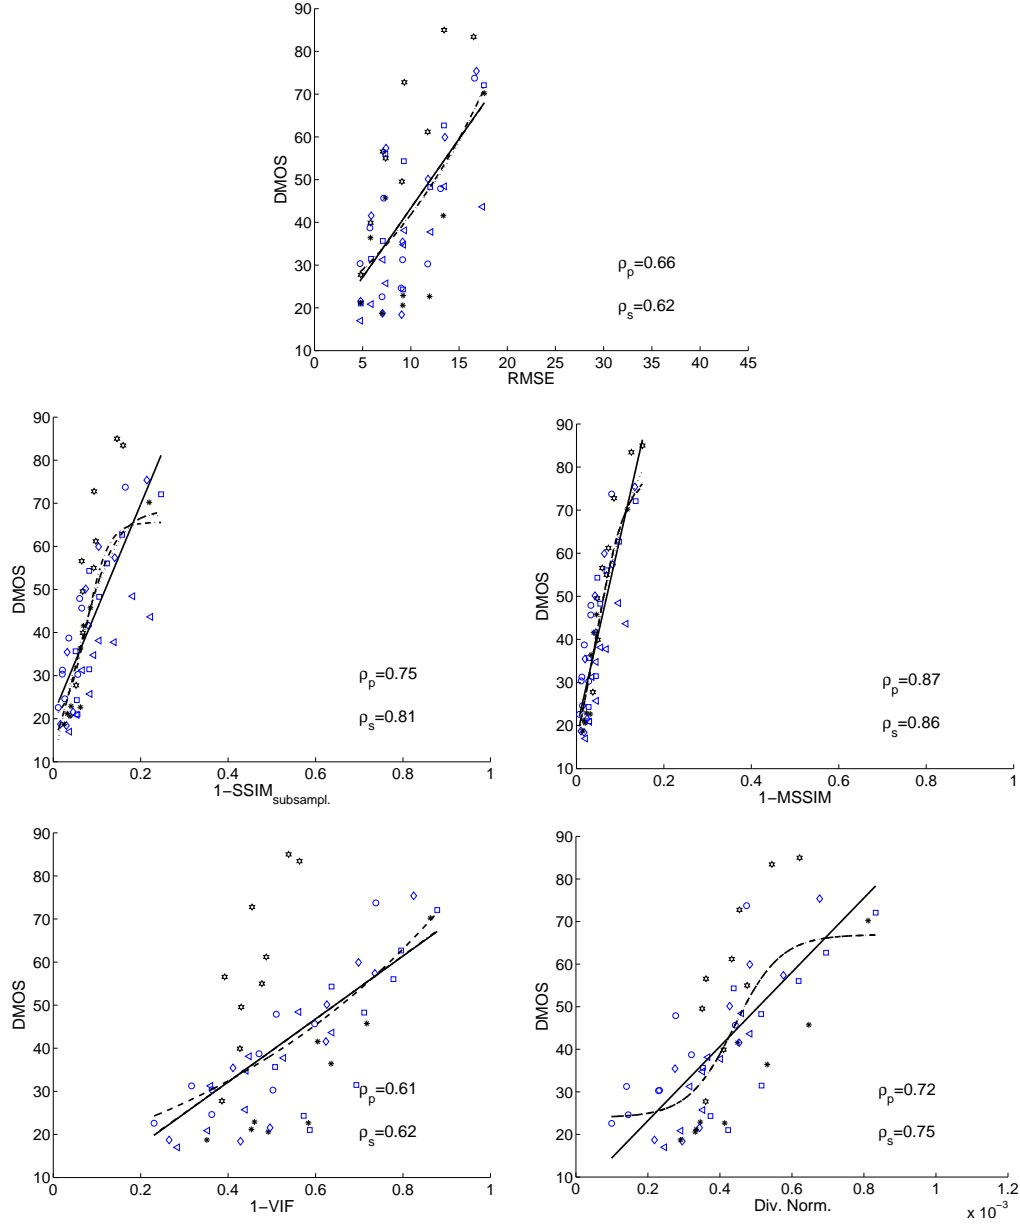 90
80
70
60
50
40
30
20
10
DMOS
0 5 10 15 20 25 30 35 40 45
RMSE
ρp=0.66
ρs=0.62
90
80
70
60
50
40
30
20
10
DMOS
0 0.2 0.4 0.6 0.8 1
1−SSIMsubsampl.
ρp=0.75
ρs=0.81
90
80
70
60
50
40
30
20
10
DMOS
0 0.2 0.4 0.6 0.8 1
1−MSSIM
ρp=0.87
ρs=0.86
90
80
70
60
50
40
30
20
10
DMOS
0 0.2 0.4 0.6 0.8 1
1−VIF
ρp=0.61
ρs=0.62
90
80
70
60
50
40
30
20
10
DMOS
0 0.2 0.4 0.6 0.8 1 1.2
Div. Norm.
x 10−3
ρp=0.72
ρs=0.75